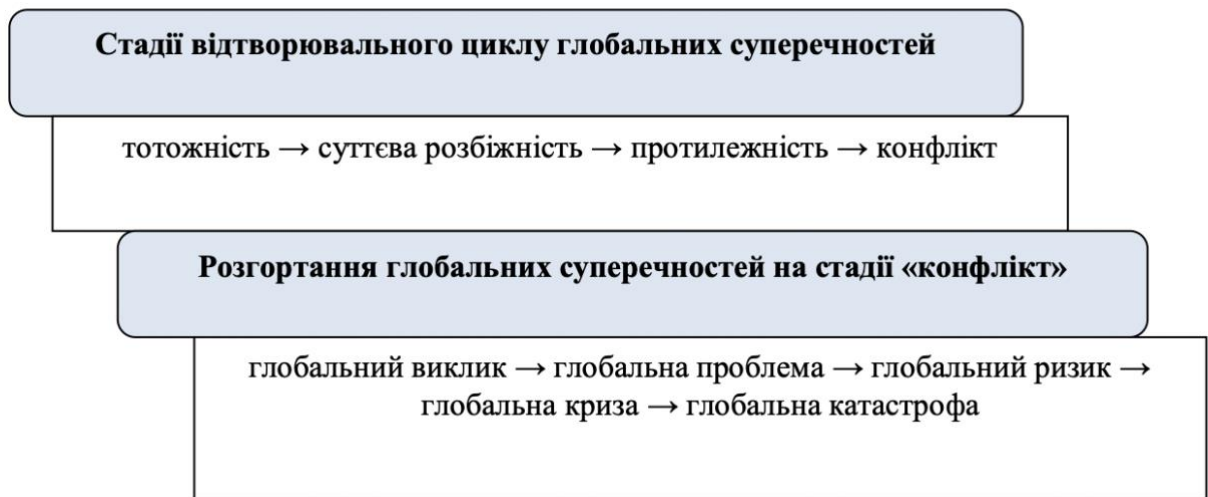 Стадії відтворювального циклу глобальних суперечностей
тотожність → суттєва розбіжність → протилежність → конфлікт
Розгортання глобальних суперечностей на стадії «конфлікт»
глобальний виклик → глобальна проблема → глобальний ризик →
глобальна криза → глобальна катастрофа